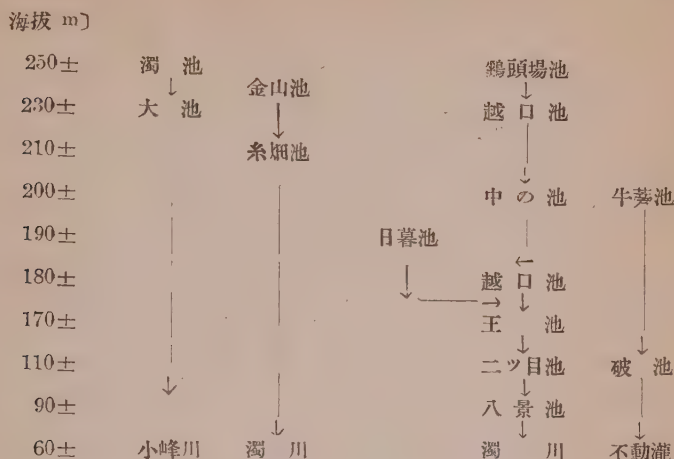 海拔 m〕
250± 濁池 鷄頭場池
金山池
230± 大池 越口池
210± 糸畑池
200± 中の池 牛蒡池
190± 日暮池
180± 越口池
170± 王池
110± 二ッ目池 破池
90± 八景池
60± 小峰川 濁川 濁川 不動瀧